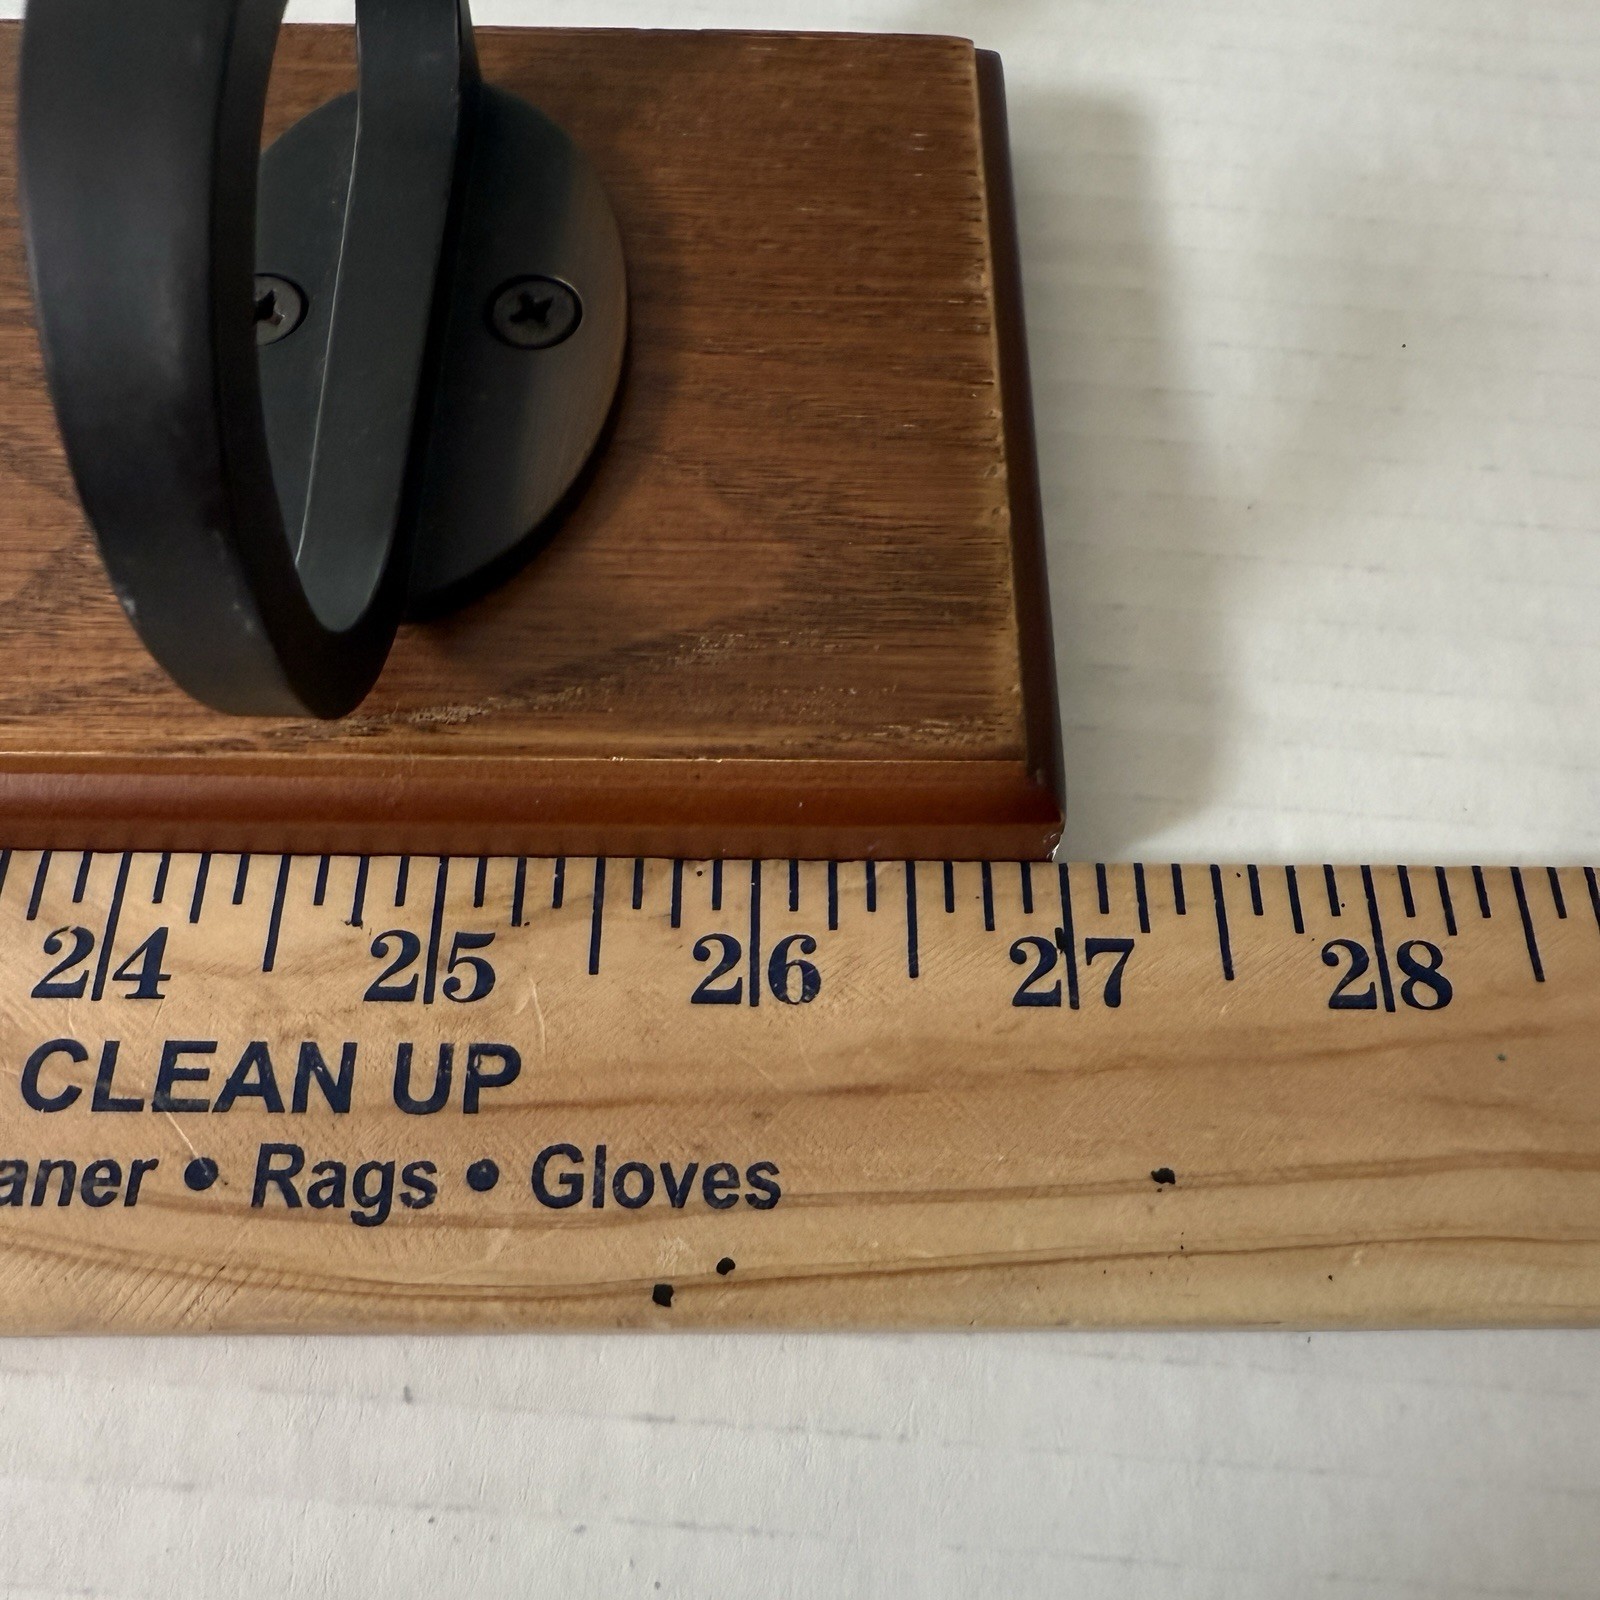 24 25 26 27 28
CLEAN UP
aner • Rags • Gloves